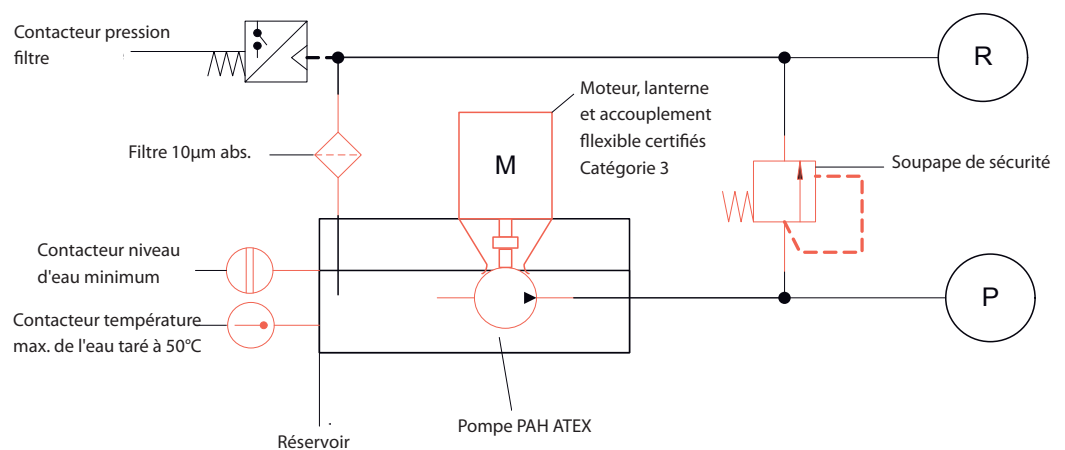 Contacteur pression
filtre
R
Moteur, lanterne
et accouplement
fllexible certifiés
Catégorie 3
M
Filtre 10µm abs.
Soupape de sécurité
Contacteur niveau
d'eau minimum
P
Contacteur température
max. de l'eau taré à 50°C
Pompe PAH ATEX
Réservoir